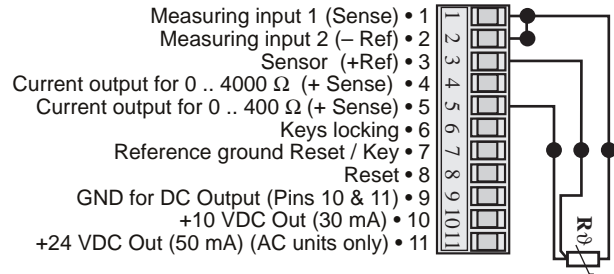 Measuring input 1 (Sense) • 1
Measuring input 2 (– Ref) • 2
Sensor (+Ref) • 3
Current output for 0 .. 4000 Ω (+ Sense) • 4
Current output for 0 .. 400 Ω (+ Sense) • 5
Keys locking • 6
Reference ground Reset / Key • 7
Reset • 8
GND for DC Output (Pins 10 & 11) • 9
+10 VDC Out (30 mA) • 10
+24 VDC Out (50 mA) (AC units only) • 11
1
2
3
4
5
6
7
8
9
10
11
Rϑ